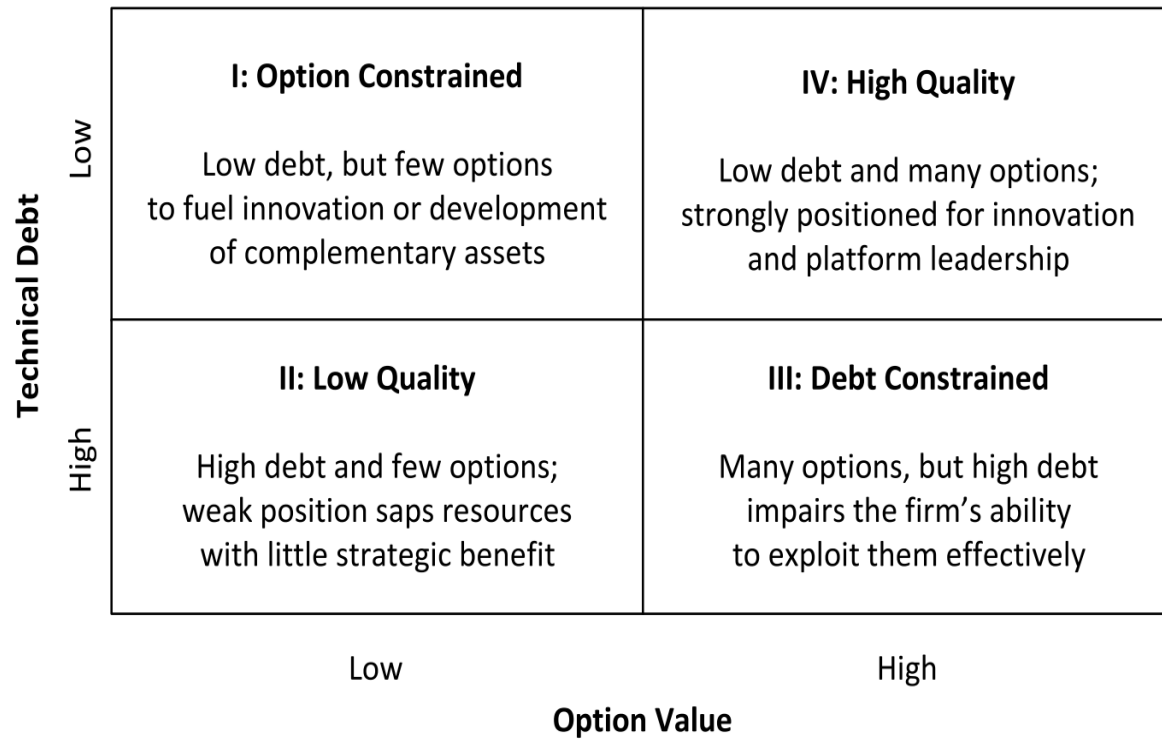 Technical Debt
Low
High
I: Option Constrained
Low debt, but few options
to fuel innovation or development
of complementary assets
IV: High Quality
Low debt and many options;
strongly positioned for innovation
and platform leadership
II: Low Quality
High debt and few options;
weak position saps resources
with little strategic benefit
III: Debt Constrained
Many options, but high debt
impairs the firm’s ability
to exploit them effectively
Low
High
Option Value